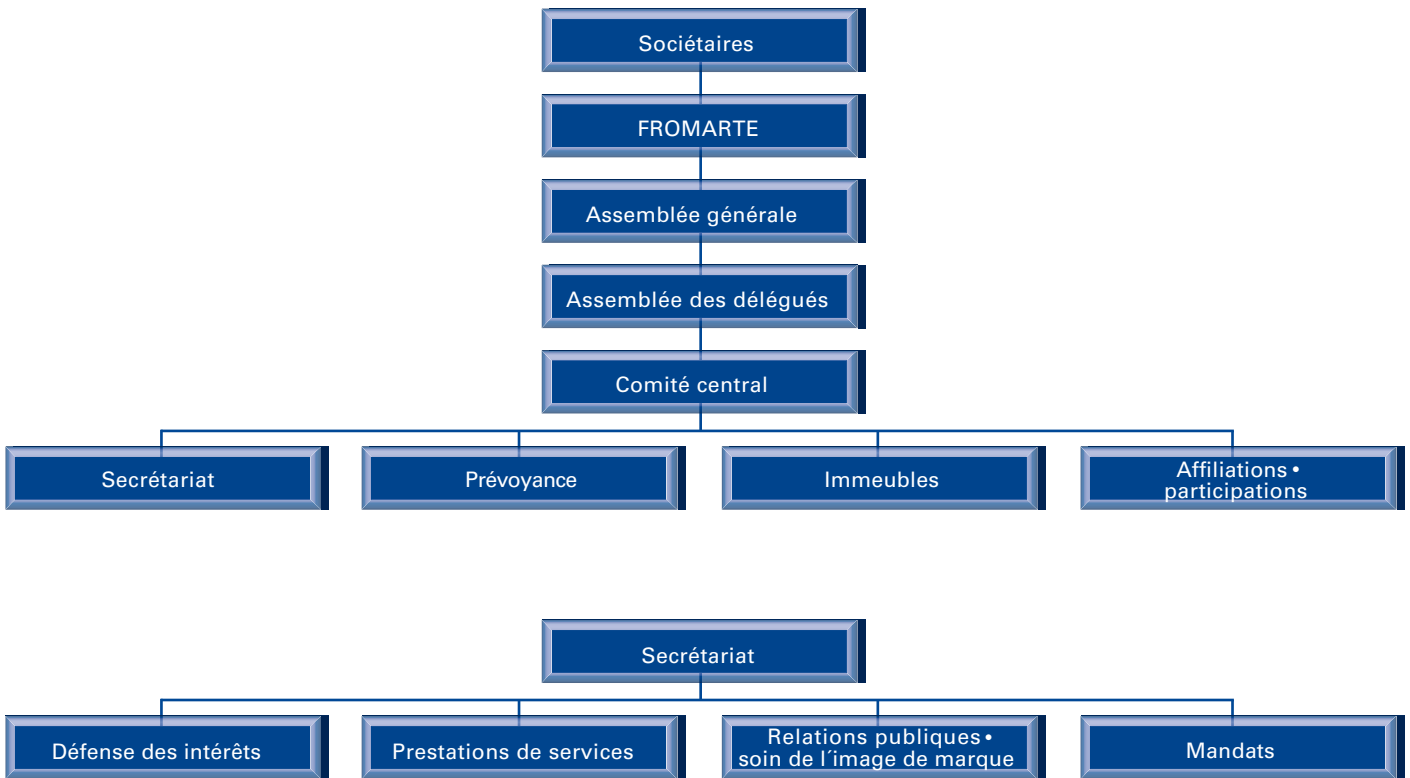 Sociétaires
FROMARTE
Assemblée générale
Assemblée des délégués
Comité central
Secrétariat
Prévoyance
Immeubles
Affiliations •
participations
Secrétariat
Défense des intérêts
Prestations de services
Relations publiques •
soin de l´image de marque
Mandats